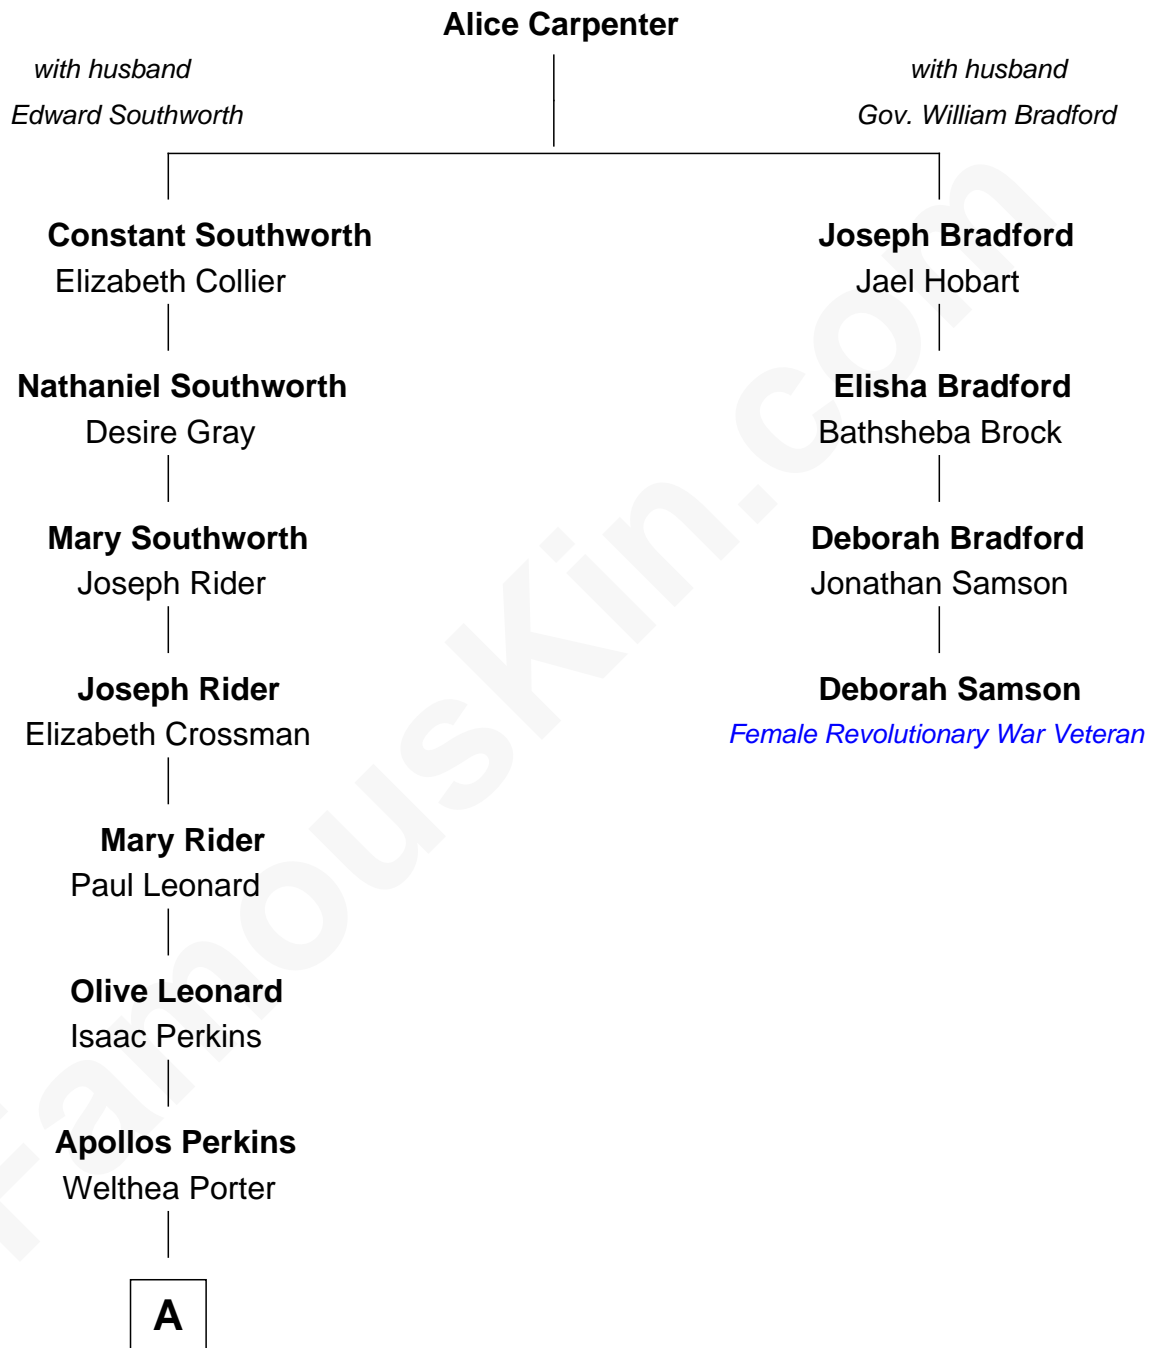 Alice Carpenter
with husband
Edward Southworth
with husband
Gov. William Bradford
Constant Southworth
Elizabeth Collier
Joseph Bradford
Jael Hobart
Nathaniel Southworth
Desire Gray
Elisha Bradford
Bathsheba Brock
Mary Southworth
Joseph Rider
Deborah Bradford
Jonathan Samson
Joseph Rider
Elizabeth Crossman
Deborah Samson
Female Revolutionary War Veteran
Mary Rider
Paul Leonard
Olive Leonard
Isaac Perkins
Apollos Perkins
Welthea Porter
A
FamousKin.com